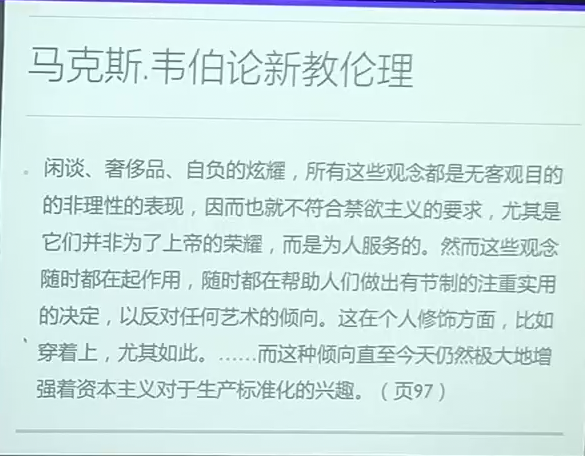 马克斯.韦伯论新教伦理
闲谈、奢侈品、自负的炫耀，所有这些观念都是无客观目的
的非理性的表现，因而也就不符合禁欲主义的要求，尤其是
它们并非为了上帝的荣耀，而是为人服务的。然而这些观念
随时都在起作用，随时都在帮助人们做出有节制的注重实用
的决定，以反对任何艺术的倾向。这在个人修饰方面，比如
穿着上，尤其如此。……而这种倾向直至今天仍然极大地增
强着资本主义对于生产标准化的兴趣。（页97）